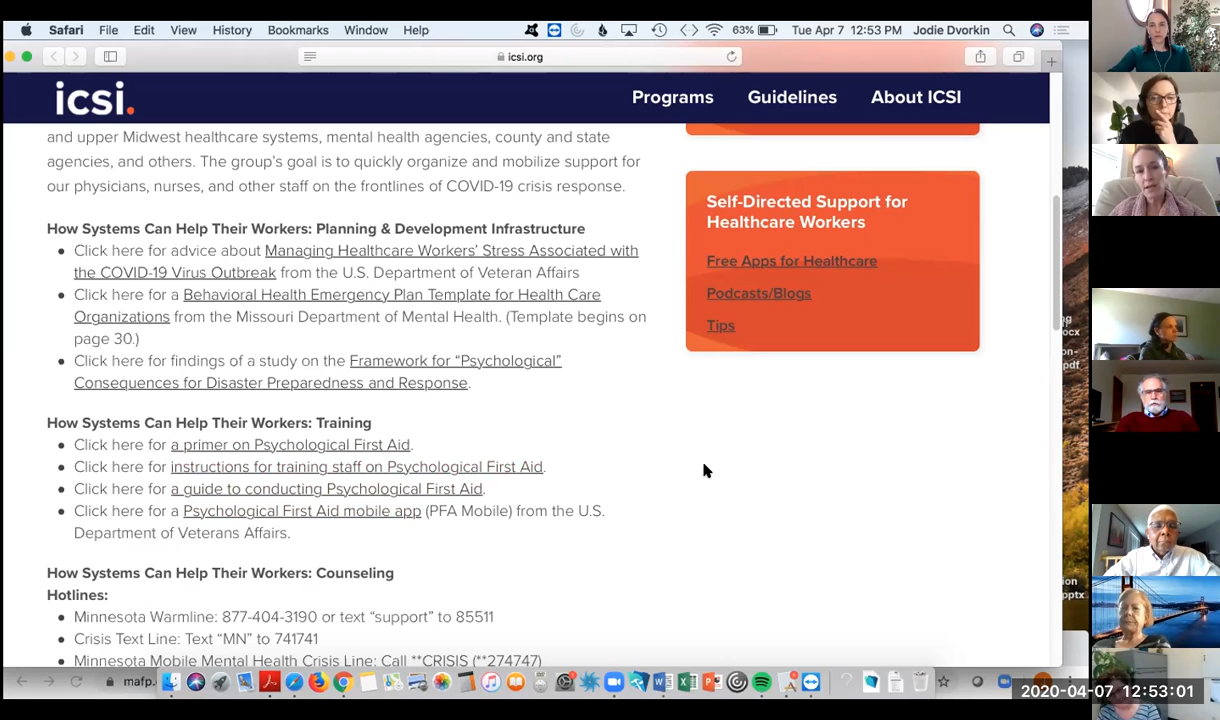 Safari File Edit View History Bookmarks Window Help 63% Tue Apr 7 12:53 PM Jodie Dvorkin
icsi.org
icsi.
Programs Guidelines About ICSI
and upper Midwest healthcare systems, mental health agencies, county and state
agencies, and others. The group's goal is to quickly organize and mobilize support for
our physicians, nurses, and other staff on the frontlines of COVID-19 crisis response.
How Systems Can Help Their Workers: Planning & Development Infrastructure
• Click here for advice about Managing Healthcare Workers' Stress Associated with
the COVID-19 Virus Outbreak from the U.S. Department of Veteran Affairs
• Click here for a Behavioral Health Emergency Plan Template for Health Care
Organizations from the Missouri Department of Mental Health. (Template begins on
page 30.)
• Click here for findings of a study on the Framework for “Psychological”
Consequences for Disaster Preparedness and Response.
How Systems Can Help Their Workers: Training
• Click here for a primer on Psychological First Aid.
• Click here for instructions for training staff on Psychological First Aid.
• Click here for a guide to conducting Psychological First Aid.
• Click here for a Psychological First Aid mobile app (PFA Mobile) from the U.S.
Department of Veterans Affairs.
How Systems Can Help Their Workers: Counseling
Hotlines:
• Minnesota Warmline: 877-404-3190 or text “support” to 85511
• Crisis Text Line: Text “MN” to 741741
• Minnesota Mobile Mental Health Crisis Line: Call **CRISIS (**274747)
Self-Directed Support for
Healthcare Workers
Free Apps for Healthcare
Podcasts/Blogs
Tips
ocx
on-
pdf
ion
pptx
mafp.
2020-04-07 12:53:01